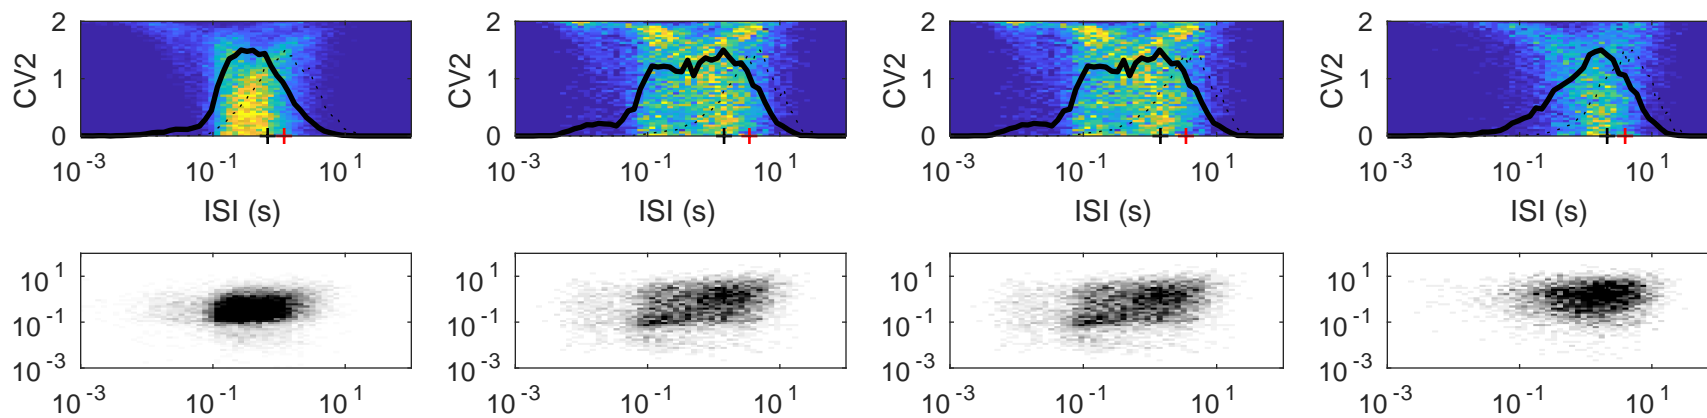 2 2 2 2
CV2 CV2 CV2 CV2
1 1 1 1
0 0 0 0
10^-3 10^-1 10^1 10^-3 10^-1 10^1 10^-3 10^-1 10^1 10^-3 10^-1 10^1
ISI (s) ISI (s) ISI (s) ISI (s)
10^1 10^1 10^1 10^1
10^-1 10^-1 10^-1 10^-1
10^-3 10^-3 10^-3 10^-3
10^-3 10^-1 10^1 10^-3 10^-1 10^1 10^-3 10^-1 10^1 10^-3 10^-1 10^1